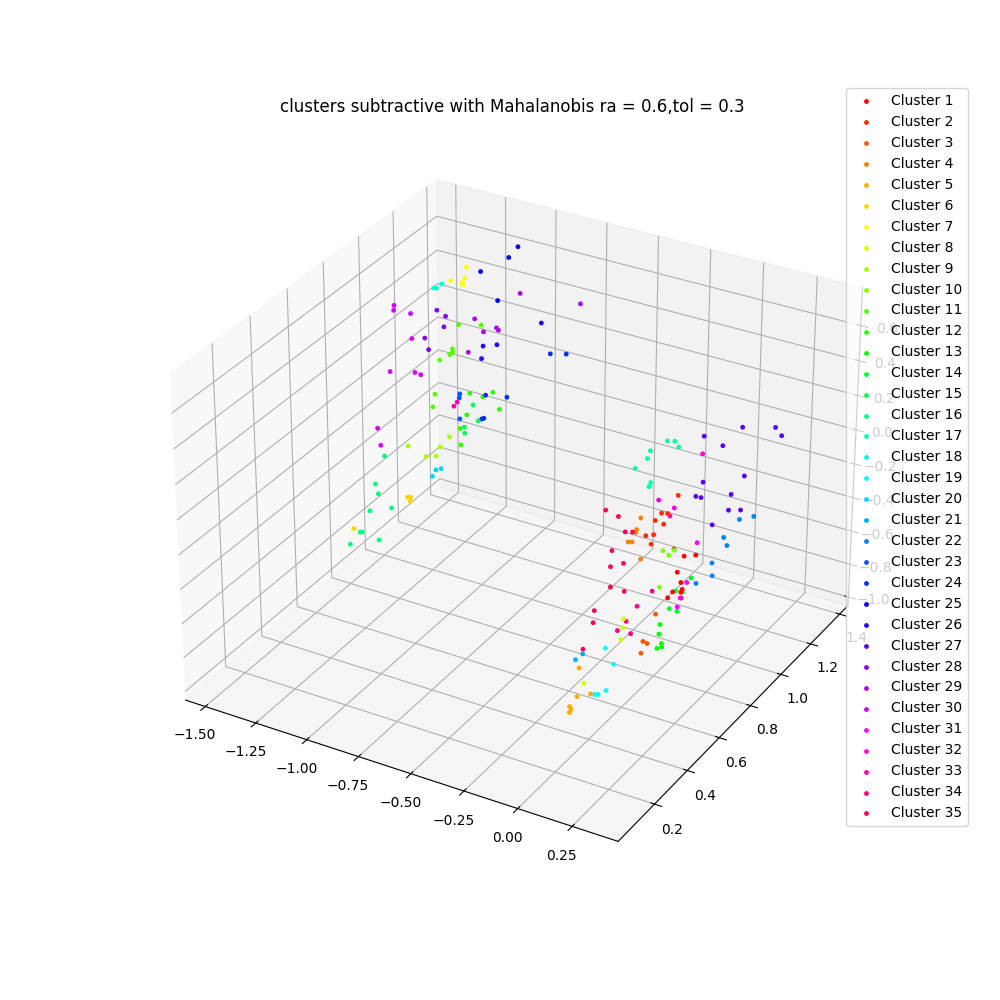 clusters subtractive with Mahalanobis ra = 0.6,tol = 0.3
Cluster 1
Cluster 2
Cluster 3
Cluster 4
Cluster 5
Cluster 6
Cluster 7
Cluster 8
Cluster 9
Cluster 10
Cluster 11
Cluster 12
Cluster 13
Cluster 14
Cluster 15
Cluster 16
Cluster 17
Cluster 18
Cluster 19
Cluster 20
Cluster 21
Cluster 22
Cluster 23
Cluster 24
Cluster 25
Cluster 26
Cluster 27
Cluster 28
Cluster 29
Cluster 30
Cluster 31
Cluster 32
Cluster 33
Cluster 34
Cluster 35
0.4
0.2
0.0
−0.2
−0.4
−0.6
−0.8
−1.0
1.4
1.2
1.0
0.8
0.6
0.4
0.2
−1.50
−1.25
−1.00
−0.75
−0.50
−0.25
0.00
0.25